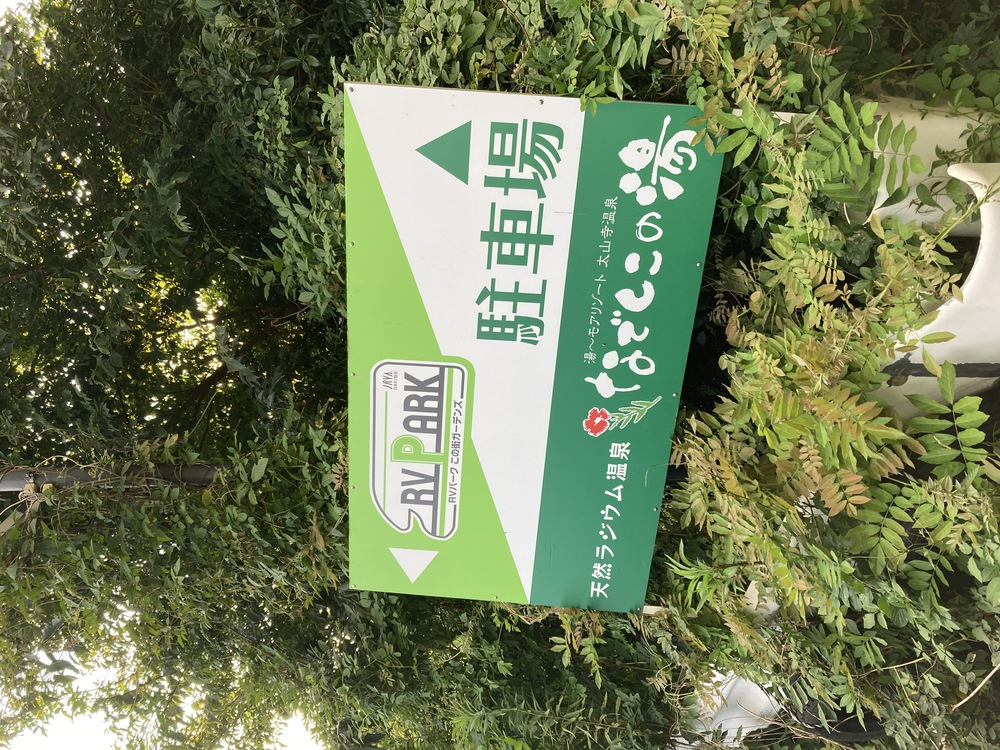 JRVA
RV PARK
RVパーク この街ガーデンズ
駐車場
湯〜モアリゾート 太山寺温泉
天然ラジウム温泉 なでしこの湯